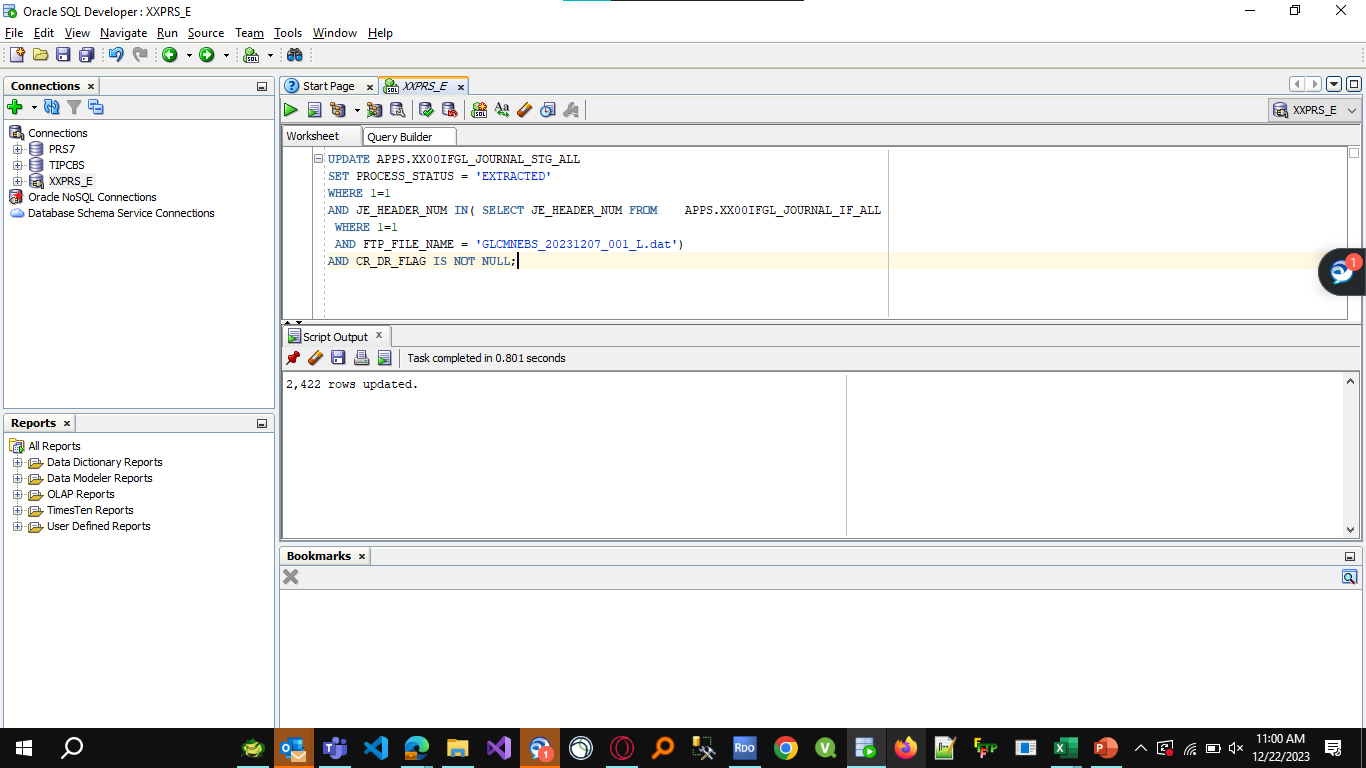 Oracle SQL Developer : XXPRS_E
File Edit View Navigate Run Source Team Tools Window Help
Connections
Connections
PRS7
TIPCBS
XXPRS_E
Oracle NoSQL Connections
Database Schema Service Connections
Reports
All Reports
Data Dictionary Reports
Data Modeler Reports
OLAP Reports
TimesTen Reports
User Defined Reports
Start Page XXPRS_E
XXPRS_E
Worksheet Query Builder
UPDATE APPS.XX00IFGL_JOURNAL_STG_ALL
SET PROCESS_STATUS = 'EXTRACTED'
WHERE 1=1
AND JE_HEADER_NUM IN( SELECT JE_HEADER_NUM FROM    APPS.XX00IFGL_JOURNAL_IF_ALL
WHERE 1=1
AND FTP_FILE_NAME = 'GLCMNEBS_20231207_001_L.dat')
AND CR_DR_FLAG IS NOT NULL;
1
Script Output
Task completed in 0.801 seconds
2,422 rows updated.
Bookmarks
1
RDO
V
FTP
11:00 AM
12/22/2023